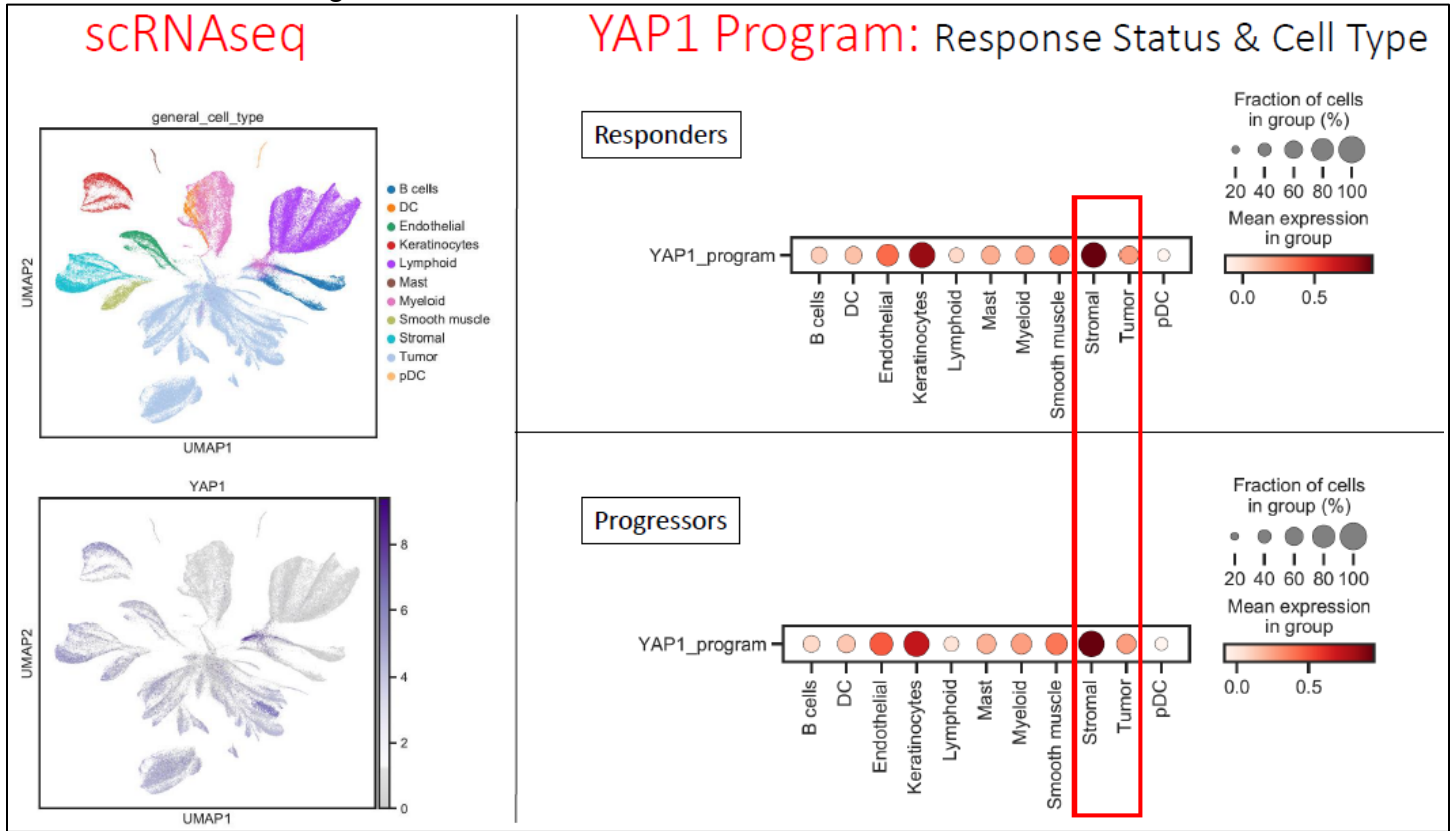 scRNAseq
general_cell_type
B cells
DC
Endothelial
Keratinocytes
Lymphoid
Mast
Myeloid
Smooth muscle
Stromal
Tumor
pDC
UMAP2
UMAP1
YAP1
8
6
4
2
0
UMAP2
UMAP1
YAP1 Program: Response Status & Cell Type
Responders
YAP1_program
B cells
DC
Endothelial
Keratinocytes
Lymphoid
Mast
Myeloid
Smooth muscle
Stromal
Tumor
pDC
Fraction of cells
in group (%)
20 40 60 80 100
Mean expression
in group
0.0 0.5
Progressors
YAP1_program
B cells
DC
Endothelial
Keratinocytes
Lymphoid
Mast
Myeloid
Smooth muscle
Stromal
Tumor
pDC
Fraction of cells
in group (%)
20 40 60 80 100
Mean expression
in group
0.0 0.5